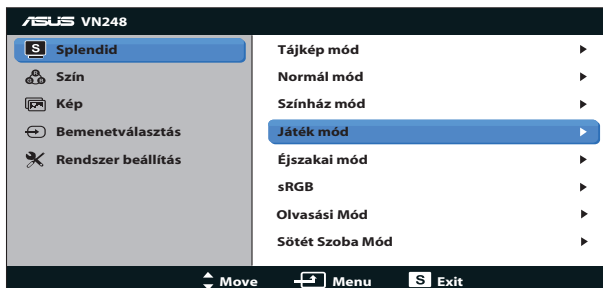 ASUS VN248
S Splendid
Szín
Kép
Bemenetválasztás
Rendszer beállítás
Tájkép mód
Normál mód
Színház mód
Játék mód
Éjszakai mód
sRGB
Olvasási Mód
Sötét Szoba Mód
Move Menu S Exit